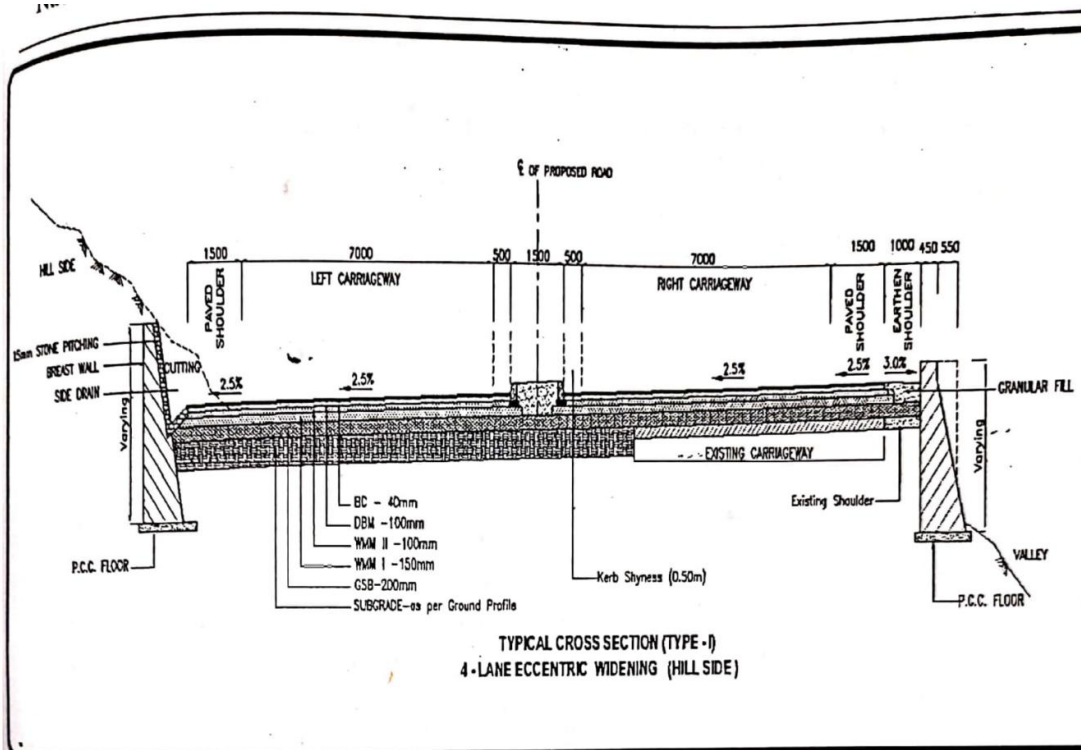 ℄ OF PROPOSED ROAD
1500 7000 500 1500 500 7000 1500 1000 450 550
HILL SIDE
PAVED SHOULDER
LEFT CARRIAGEWAY
RIGHT CARRIAGEWAY
PAVED SHOULDER
EARTHEN SHOULDER
15mm STONE PITCHING
BREAST WALL
CUTTING
SIDE DRAIN
2.5%
2.5%
2.5%
2.5%
3.0%
GRANULAR FILL
Varying
Varying
EXISTING CARRIAGEWAY
Existing Shoulder
BC - 40mm
DBM -100mm
WMM II -100mm
WMM I -150mm
GSB-200mm
SUBGRADE-as per Ground Profile
Kerb Shyness (0.50m)
P.C.C. FLOOR
VALLEY
P.C.C. FLOOR
TYPICAL CROSS SECTION (TYPE -I)
4 - LANE ECCENTRIC WIDENING (HILL SIDE)